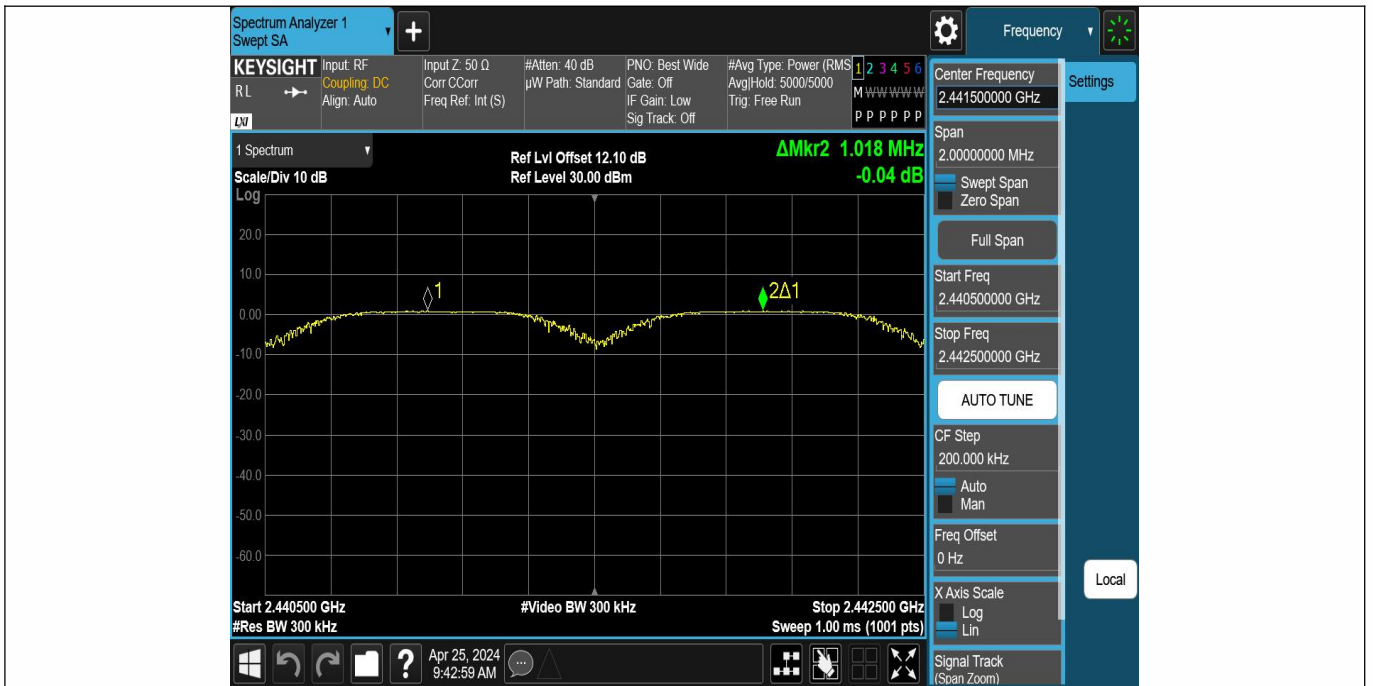 Spectrum Analyzer 1
Swept SA
Frequency
KEYSIGHT
RL
LXI
Input: RF
Coupling: DC
Align: Auto
Input Z: 50 Ω
Corr CCorr
Freq Ref: Int (S)
#Atten: 40 dB
µW Path: Standard
PNO: Best Wide
Gate: Off
IF Gain: Low
Sig Track: Off
#Avg Type: Power (RMS
Avg|Hold: 5000/5000
Trig: Free Run
1 2 3 4 5 6
M W W W W W
P P P P P P
1 Spectrum
Scale/Div 10 dB
Log
Ref Lvl Offset 12.10 dB
Ref Level 30.00 dBm
ΔMkr2 1.018 MHz
-0.04 dB
20.0
10.0
0.00
-10.0
-20.0
-30.0
-40.0
-50.0
-60.0
1
2Δ1
Start 2.440500 GHz
#Res BW 300 kHz
#Video BW 300 kHz
Stop 2.442500 GHz
Sweep 1.00 ms (1001 pts)
Apr 25, 2024
9:42:59 AM
?
Center Frequency
2.441500000 GHz
Span
2.00000000 MHz
Swept Span
Zero Span
Full Span
Start Freq
2.440500000 GHz
Stop Freq
2.442500000 GHz
AUTO TUNE
CF Step
200.000 kHz
Auto
Man
Freq Offset
0 Hz
X Axis Scale
Log
Lin
Signal Track
(Span Zoom)
Settings
Local